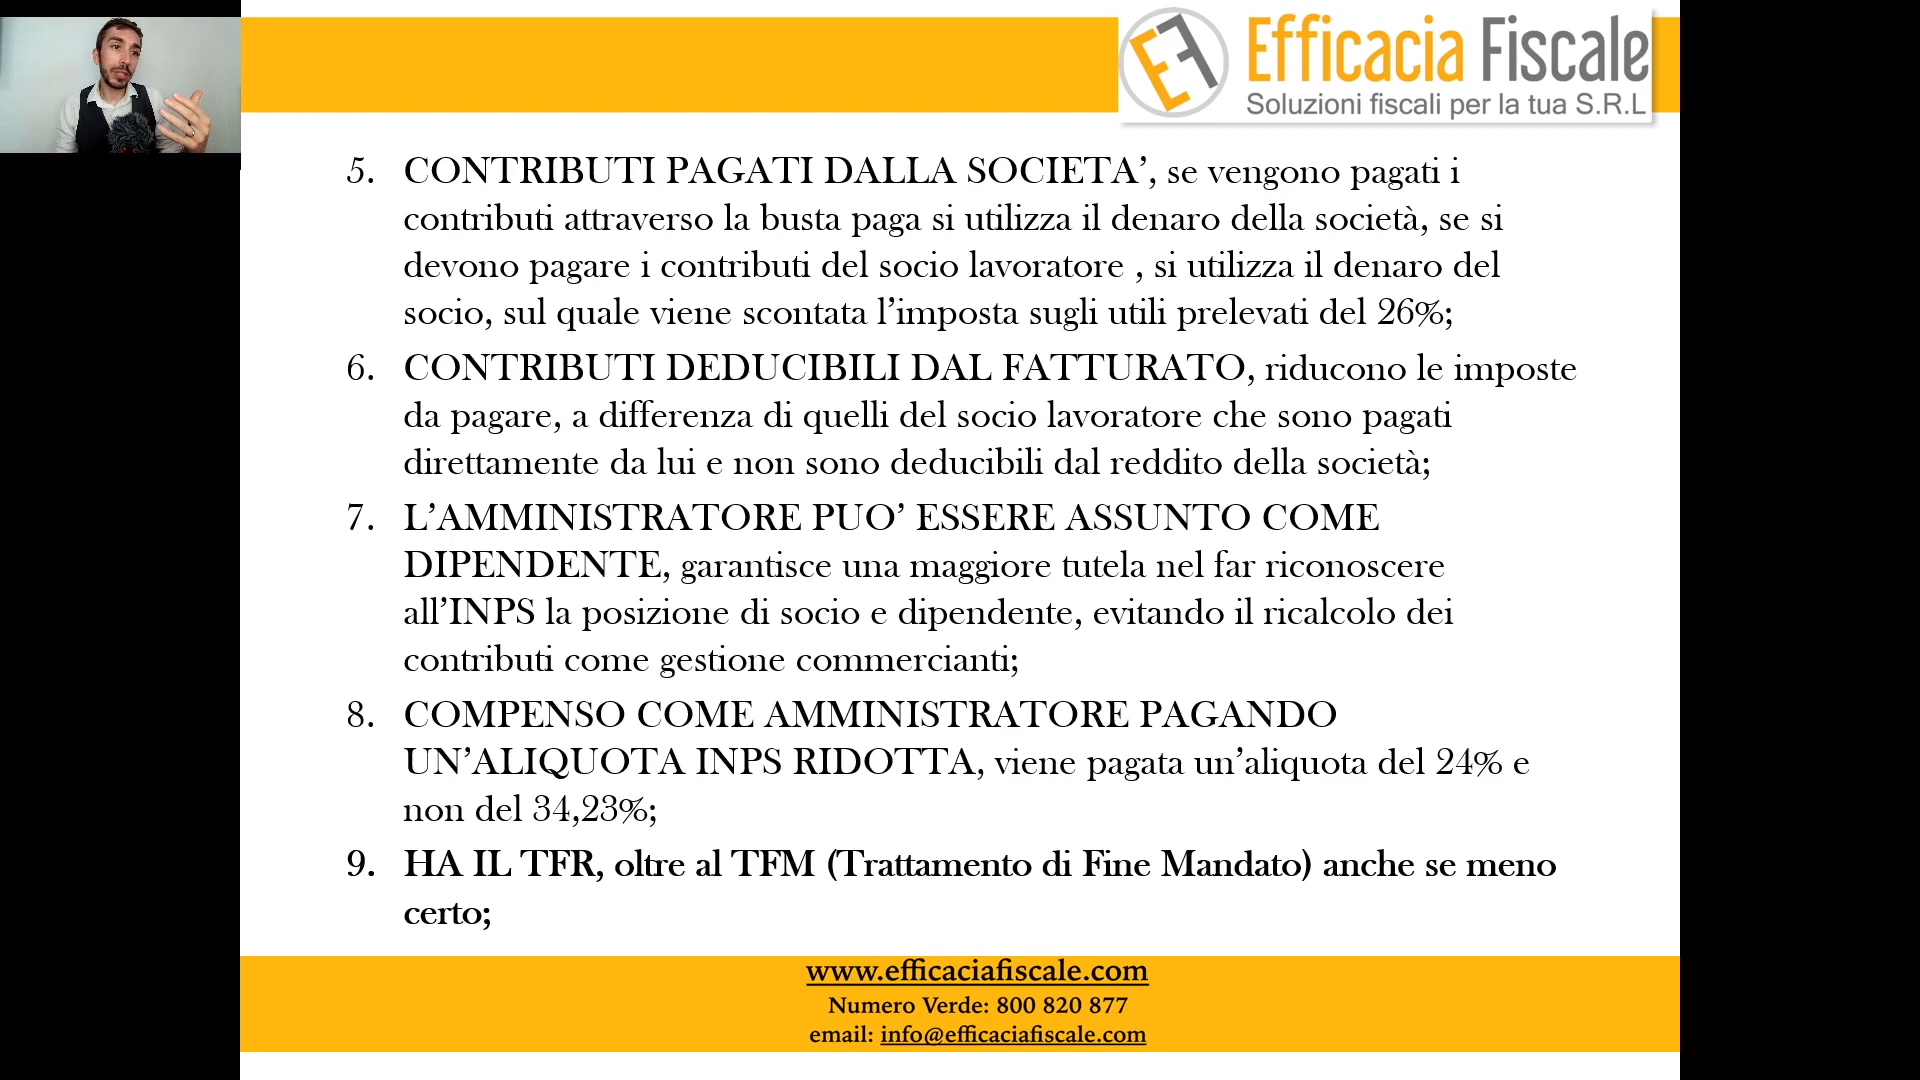 Efficacia Fiscale
Soluzioni fiscali per la tua S.R.L
5. CONTRIBUTI PAGATI DALLA SOCIETA’, se vengono pagati i
contributi attraverso la busta paga si utilizza il denaro della società, se si
devono pagare i contributi del socio lavoratore , si utilizza il denaro del
socio, sul quale viene scontata l’imposta sugli utili prelevati del 26%;
6. CONTRIBUTI DEDUCIBILI DAL FATTURATO, riducono le imposte
da pagare, a differenza di quelli del socio lavoratore che sono pagati
direttamente da lui e non sono deducibili dal reddito della società;
7. L’AMMINISTRATORE PUO’ ESSERE ASSUNTO COME
DIPENDENTE, garantisce una maggiore tutela nel far riconoscere
all’INPS la posizione di socio e dipendente, evitando il ricalcolo dei
contributi come gestione commercianti;
8. COMPENSO COME AMMINISTRATORE PAGANDO
UN’ALIQUOTA INPS RIDOTTA, viene pagata un’aliquota del 24% e
non del 34,23%;
9. HA IL TFR, oltre al TFM (Trattamento di Fine Mandato) anche se meno
certo;
www.efficaciafiscale.com
Numero Verde: 800 820 877
email: info@efficaciafiscale.com